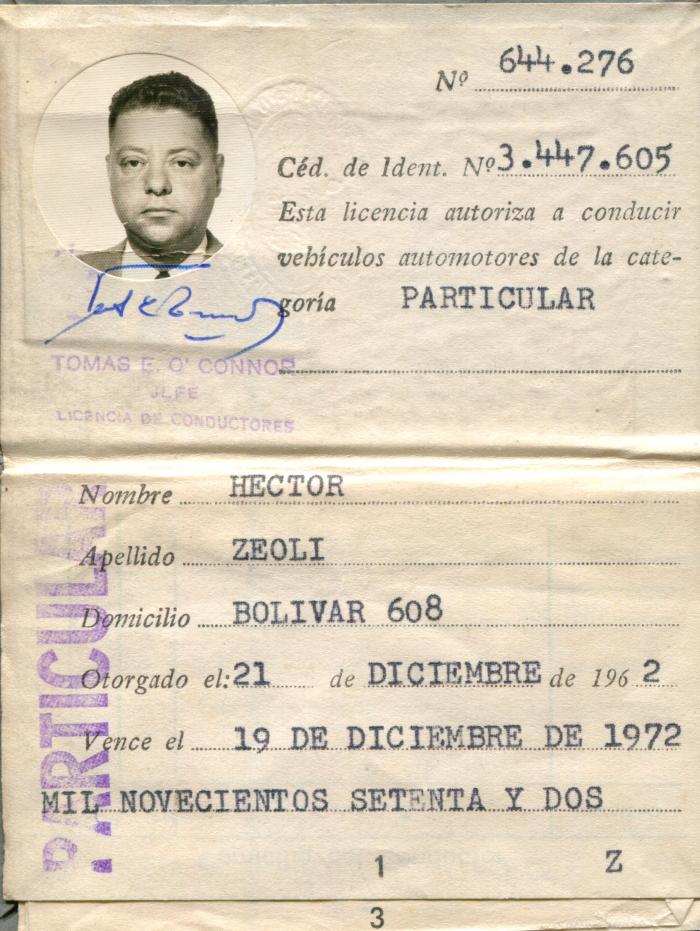 Nº 644.276
Céd. de Ident. Nº 3.447.605
Esta licencia autoriza a conducir
vehículos automotores de la cate-
goría PARTICULAR
TOMAS E. O' CONNOR
JEFE
LICENCIA DE CONDUCTORES
Nombre HECTOR
Apellido ZEOLI
Domicilio BOLIVAR 608
Otorgado el: 21 de DICIEMBRE de 1962
Vence el 19 DE DICIEMBRE DE 1972
MIL NOVECIENTOS SETENTA Y DOS
PARTICULAR
1 Z
3